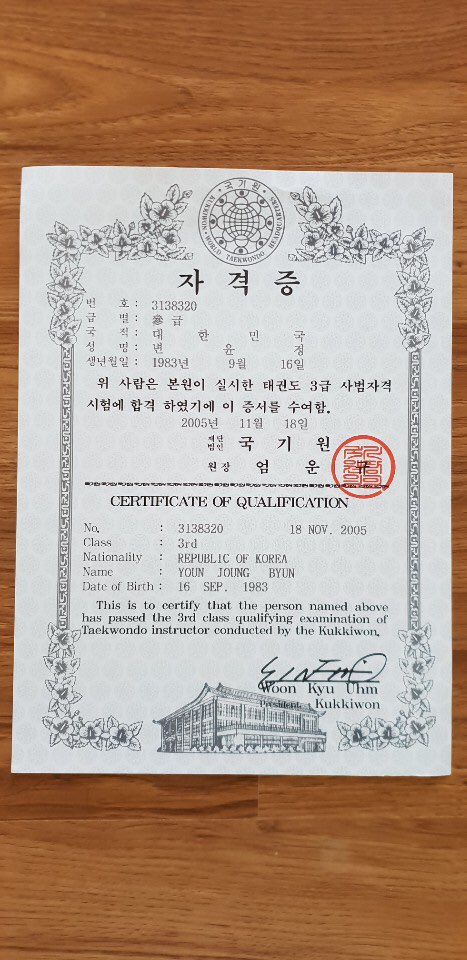 국기원
KUKKIWON · WORLD TAEKWONDO HEADQUARTERS
자격증
번 호 : 3138320
급 별 : 參 급
국 적 : 대 한 민 국
성 명 : 변 윤 정
생년월일 : 1983년 9월 16일
위 사람은 본원이 실시한 태권도 3급 사범자격
시험에 합격 하였기에 이 증서를 수여함.
2005년 11월 18일
재단법인 국 기 원
원장 엄 운 규
CERTIFICATE OF QUALIFICATION
No. : 3138320 18 NOV. 2005
Class : 3rd
Nationality : REPUBLIC OF KOREA
Name : YOUN JOUNG BYUN
Date of Birth : 16 SEP. 1983
This is to certify that the person named above
has passed the 3rd class qualifying examination of
Taekwondo instructor conducted by the Kukkiwon.
Woon Kyu Uhm
President, Kukkiwon